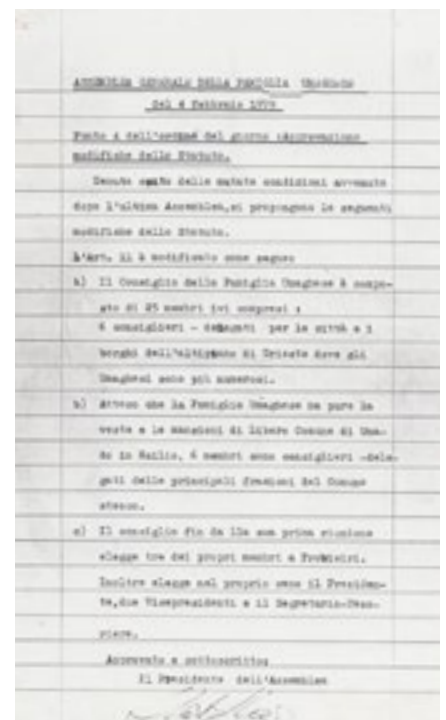 ASSEMBLEA GENERALE DELLA FAMIGLIA UMAGHESE
del 4 febbraio 1979
Punto 4 dell'ordine del giorno :Approvazione
modifiche dello Statuto.
Tenuto conto delle mutate condizioni avvenute
dopo l'ultima Assemblea,si propongono le seguenti
modifiche dello Statuto.
L'Art. 11 è modificato come segue:
a) Il Consiglio della Famiglia Umaghese è compo-
sto di 25 membri ivi compresi :
6 consiglieri - delegati per la città e i
borghi dell'altipiano di Trieste dove gli
Umaghesi sono più numerosi.
b) Atteso che la Famiglia Umaghese ha pure la
veste e le mansioni di Libero Comune di Uma-
go in Esilio, 6 membri sono consiglieri -dele-
gati delle principali frazioni del Comune
stesso.
c) Il consiglio fin da lla sua prima riunione
elegge tre dei propri membri a Probiviri.
Inoltre elegge nel proprio seno il Presiden-
te,due Vicepresidenti e il Segretario-Teso-
riere.
Approvato e sottoscritto:
Il Presidente dell'Assemblea